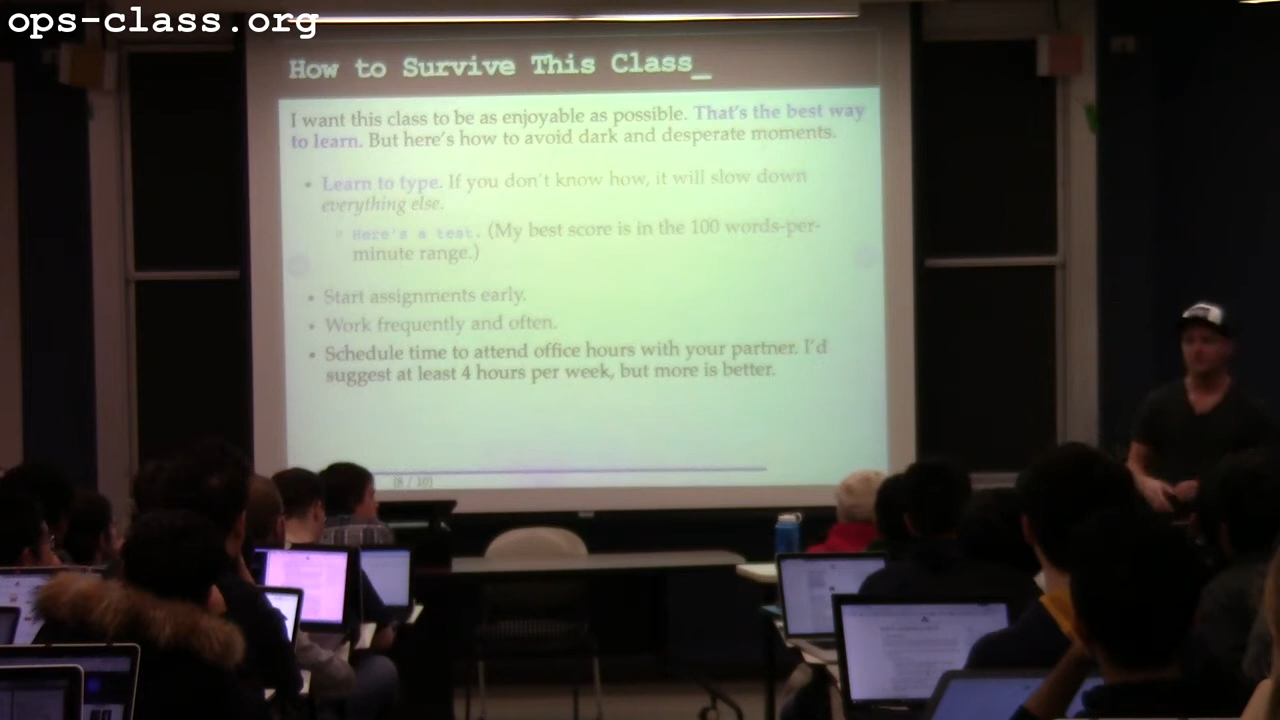 ops-class.org
How to Survive This Class_
I want this class to be as enjoyable as possible. That's the best way
to learn. But here's how to avoid dark and desperate moments.
• Learn to type. If you don't know how, it will slow down
everything else.
Here's a test. (My best score is in the 100 words-per-
minute range.)
• Start assignments early.
• Work frequently and often.
• Schedule time to attend office hours with your partner. I'd
suggest at least 4 hours per week, but more is better.
(8 / 10)